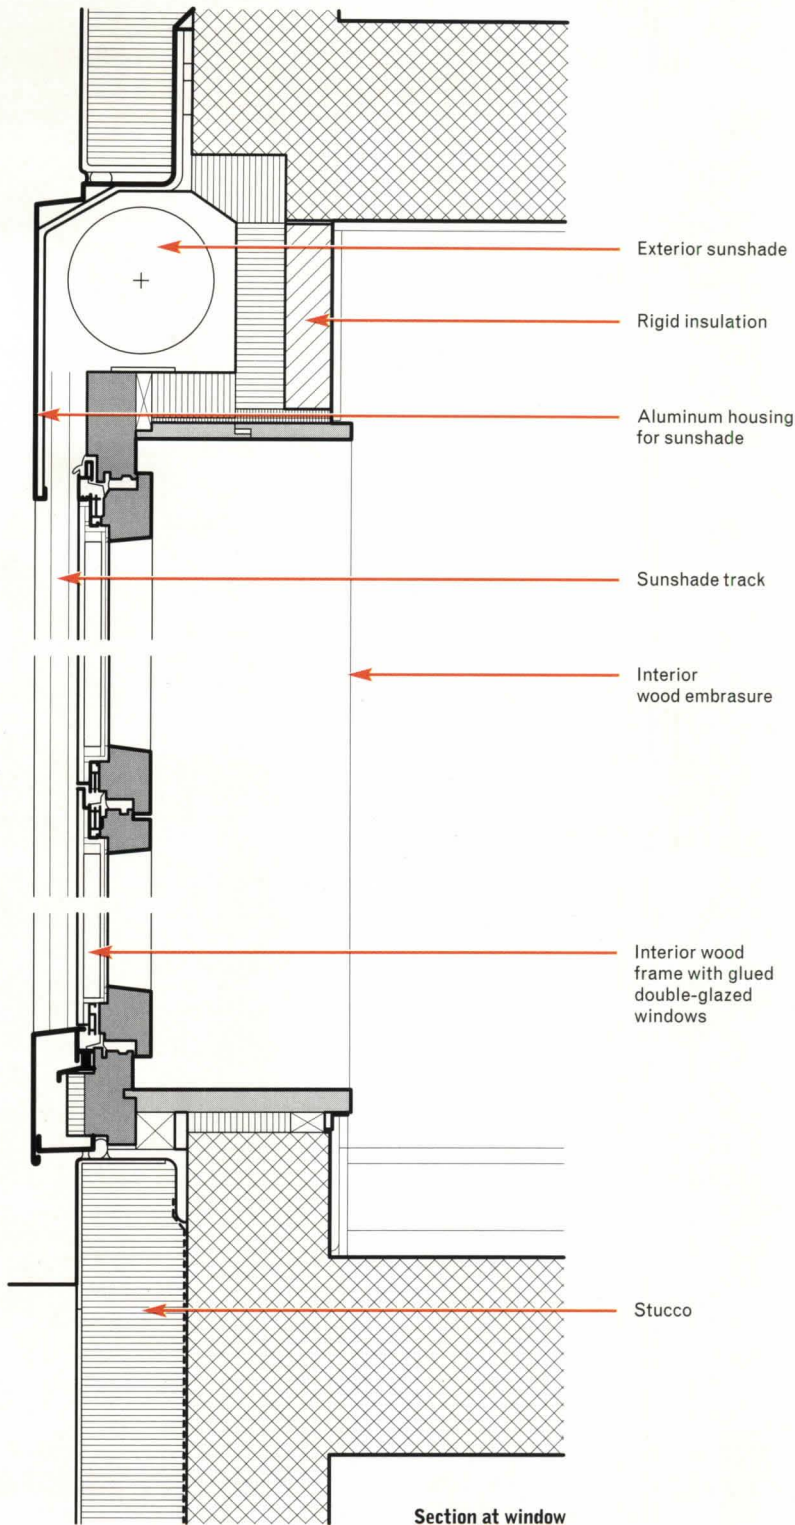 Exterior sunshade
Rigid insulation
Aluminum housing
for sunshade
Sunshade track
Interior
wood embrasure
Interior wood
frame with glued
double-glazed
windows
Stucco
Section at window